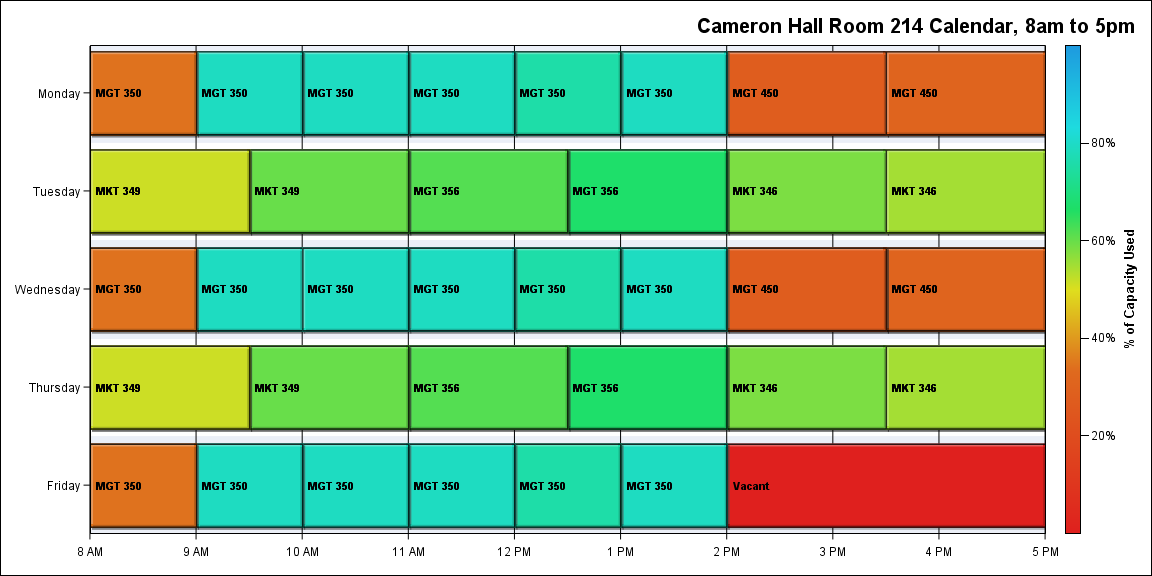 Cameron Hall Room 214 Calendar, 8am to 5pm
Monday MGT 350 MGT 350 MGT 350 MGT 350 MGT 350 MGT 350 MGT 450 MGT 450
80%
Tuesday MKT 349 MKT 349 MGT 356 MGT 356 MKT 346 MKT 346
60%
% of Capacity Used
Wednesday MGT 350 MGT 350 MGT 350 MGT 350 MGT 350 MGT 350 MGT 450 MGT 450
40%
Thursday MKT 349 MKT 349 MGT 356 MGT 356 MKT 346 MKT 346
20%
Friday MGT 350 MGT 350 MGT 350 MGT 350 MGT 350 MGT 350 Vacant
8 AM 9 AM 10 AM 11 AM 12 PM 1 PM 2 PM 3 PM 4 PM 5 PM